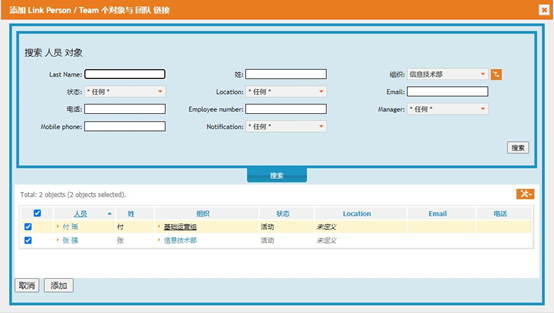 添加 Link Person / Team 个对象与 团队 链接
搜索 人员 对象
Last Name: 姓: 组织: 信息技术部
状态: * 任何 * Location: * 任何 * Email:
电话: Employee number: Manager: * 任何 *
Mobile phone: Notification: * 任何 *
搜索
搜索
Total: 2 objects (2 objects selected).
人员 姓 组织 状态 Location Email 电话
付 瑶 付 基础运营组 活动 未定义
张 强 张 信息技术部 活动 未定义
取消 添加